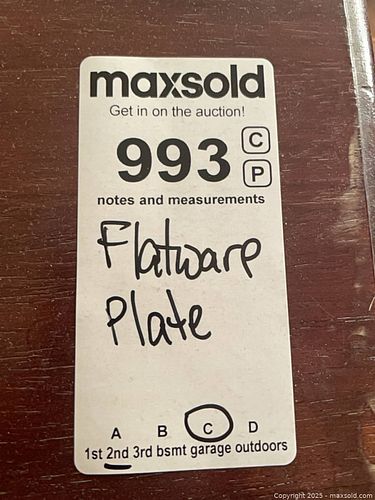 maxsold
Get in on the auction!
993 C
P
notes and measurements
Flatware
Plate
A B C D
1st 2nd 3rd bsmt garage outdoors
Copyright 2025 - maxsold.com